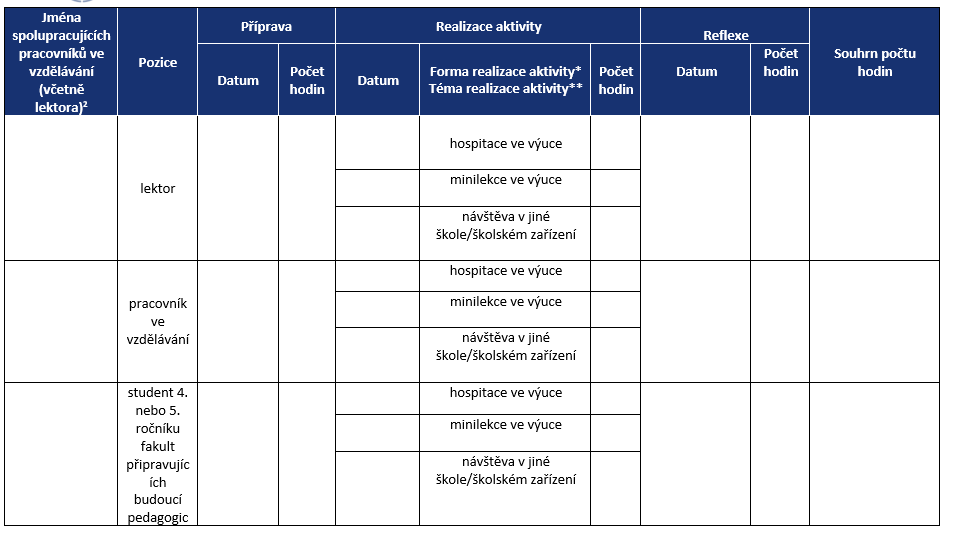 Jména
spolupracujících
pracovníků ve
vzdělávání
(včetně
lektora)²
Pozice
Příprava
Datum
Počet
hodin
Realizace aktivity
Datum
Forma realizace aktivity*
Téma realizace aktivity**
Počet
hodin
Reflexe
Datum
Počet
hodin
Souhrn počtu
hodin
lektor
hospitace ve výuce
minilekce ve výuce
návštěva v jiné
škole/školském zařízení
pracovník
ve
vzdělávání
hospitace ve výuce
minilekce ve výuce
návštěva v jiné
škole/školském zařízení
student 4.
nebo 5.
ročníku
fakult
připravujíc
ích
budoucí
pedagogic
hospitace ve výuce
minilekce ve výuce
návštěva v jiné
škole/školském zařízení